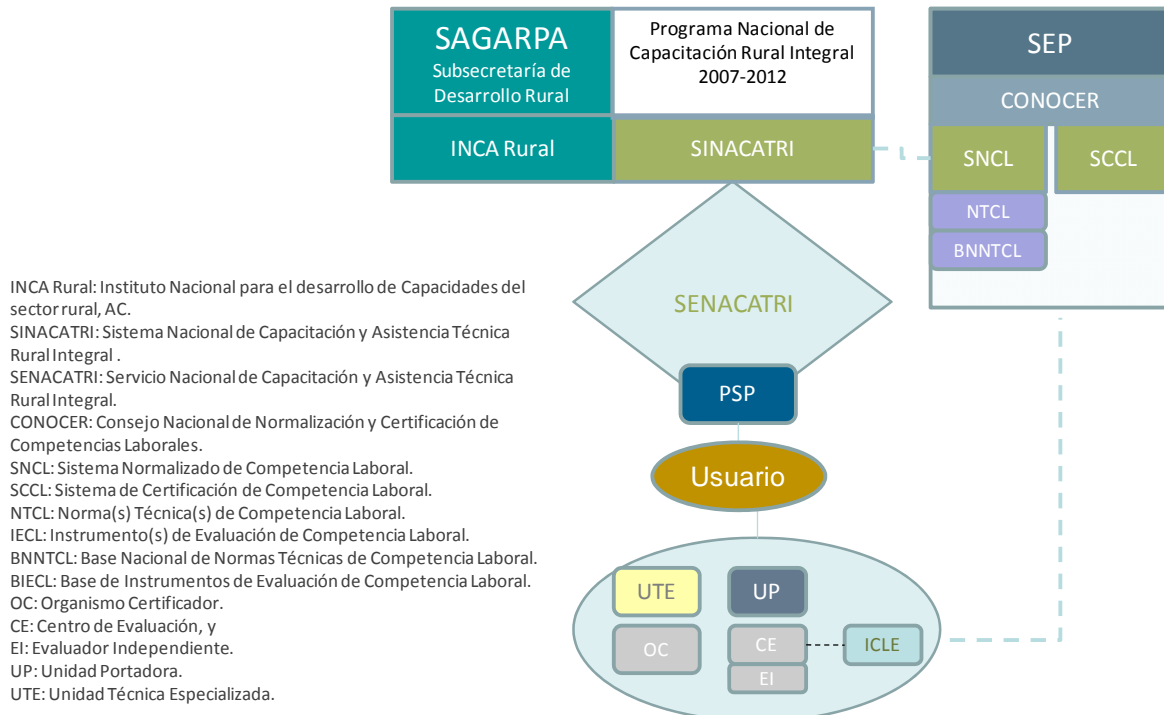 SAGARPA
Subsecretaría de
Desarrollo Rural
Programa Nacional de
Capacitación Rural Integral
2007-2012
INCA Rural
SINACATRI
SEP
CONOCER
SNCL
SCCL
NTCL
BNNTCL
SENACATRI
PSP
Usuario
UTE
UP
OC
CE
ICLE
EI
INCA Rural: Instituto Nacional para el desarrollo de Capacidades del
sector rural, AC.
SINACATRI: Sistema Nacional de Capacitación y Asistencia Técnica
Rural Integral .
SENACATRI: Servicio Nacional de Capacitación y Asistencia Técnica
Rural Integral.
CONOCER: Consejo Nacional de Normalización y Certificación de
Competencias Laborales.
SNCL: Sistema Normalizado de Competencia Laboral.
SCCL: Sistema de Certificación de Competencia Laboral.
NTCL: Norma(s) Técnica(s) de Competencia Laboral.
IECL: Instrumento(s) de Evaluación de Competencia Laboral.
BNNTCL: Base Nacional de Normas Técnicas de Competencia Laboral.
BIECL: Base de Instrumentos de Evaluación de Competencia Laboral.
OC: Organismo Certificador.
CE: Centro de Evaluación, y
EI: Evaluador Independiente.
UP: Unidad Portadora.
UTE: Unidad Técnica Especializada.